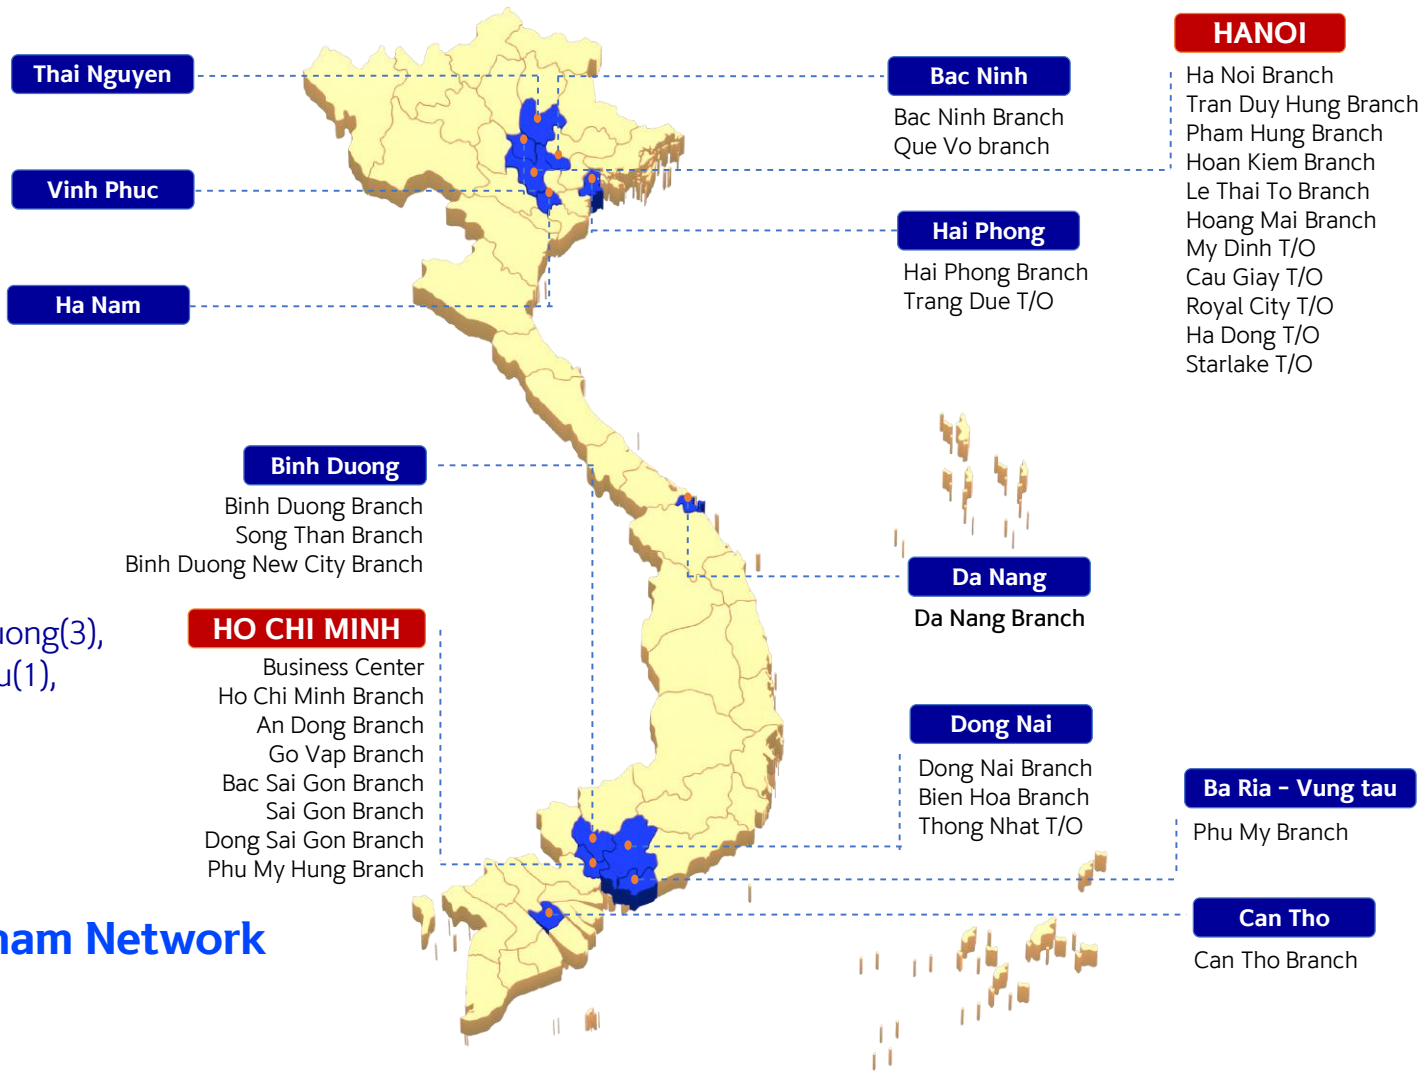 Thai Nguyen
Vinh Phuc
Ha Nam
Bac Ninh
Bac Ninh Branch
Que Vo branch
Hai Phong
Hai Phong Branch
Trang Due T/O
HANOI
Ha Noi Branch
Tran Duy Hung Branch
Pham Hung Branch
Hoan Kiem Branch
Le Thai To Branch
Hoang Mai Branch
My Dinh T/O
Cau Giay T/O
Royal City T/O
Ha Dong T/O
Starlake T/O
Binh Duong
Binh Duong Branch
Song Than Branch
Binh Duong New City Branch
Da Nang
Da Nang Branch
uong(3),
u(1),
HO CHI MINH
Business Center
Ho Chi Minh Branch
An Dong Branch
Go Vap Branch
Bac Sai Gon Branch
Sai Gon Branch
Dong Sai Gon Branch
Phu My Hung Branch
Dong Nai
Dong Nai Branch
Bien Hoa Branch
Thong Nhat T/O
Ba Ria – Vung tau
Phu My Branch
Can Tho
Can Tho Branch
nam Network